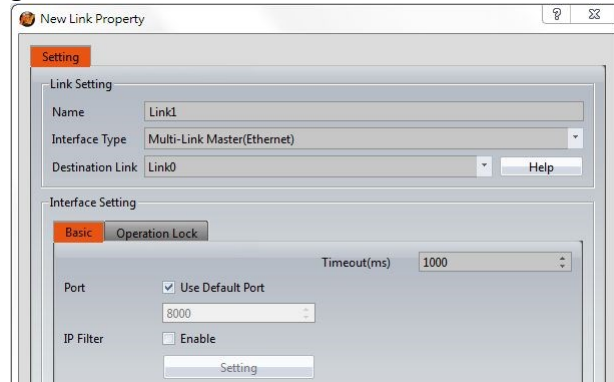 New Link Property
Setting
Link Setting
Name Link1
Interface Type Multi-Link Master(Ethernet)
Destination Link Link0 Help
Interface Setting
Basic Operation Lock
Timeout(ms) 1000
Port Use Default Port
8000
IP Filter Enable
Setting